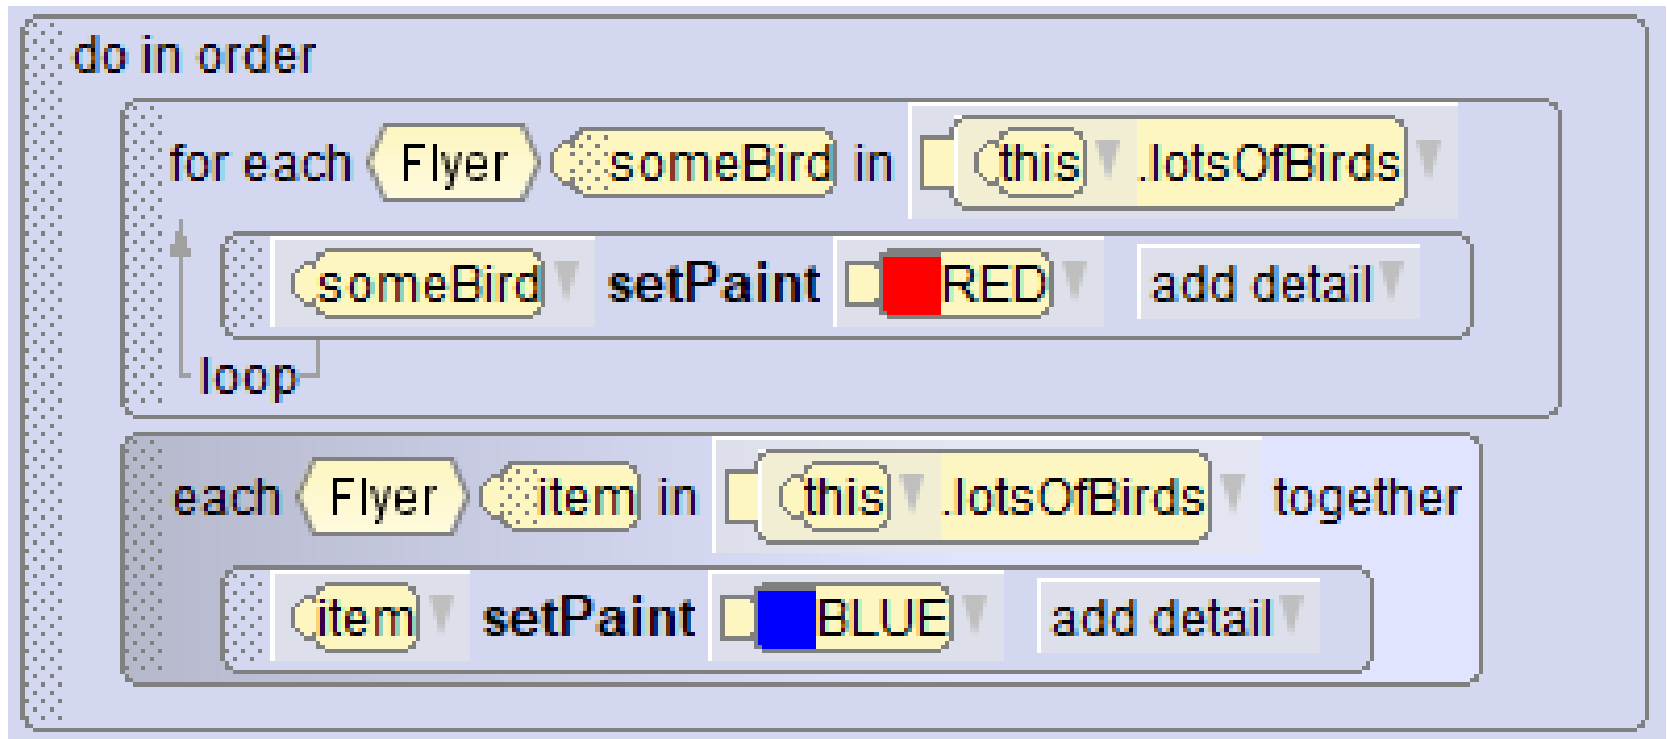 do in order
for each Flyer someBird in this .lotsOfBirds
someBird setPaint RED add detail
loop
each Flyer item in this .lotsOfBirds together
item setPaint BLUE add detail